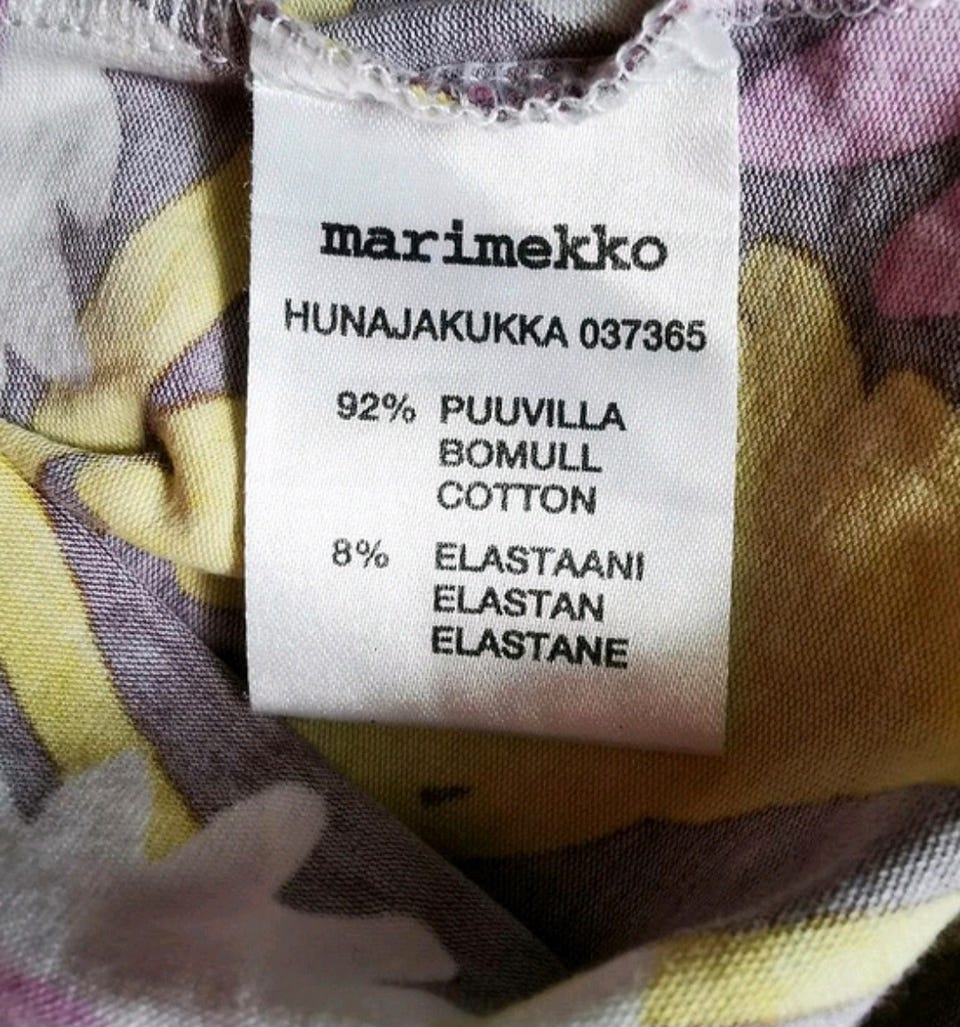 marimekko
HUNAJAKUKKA 037365
92% PUUVILLA
BOMULL
COTTON
8% ELASTAANI
ELASTAN
ELASTANE